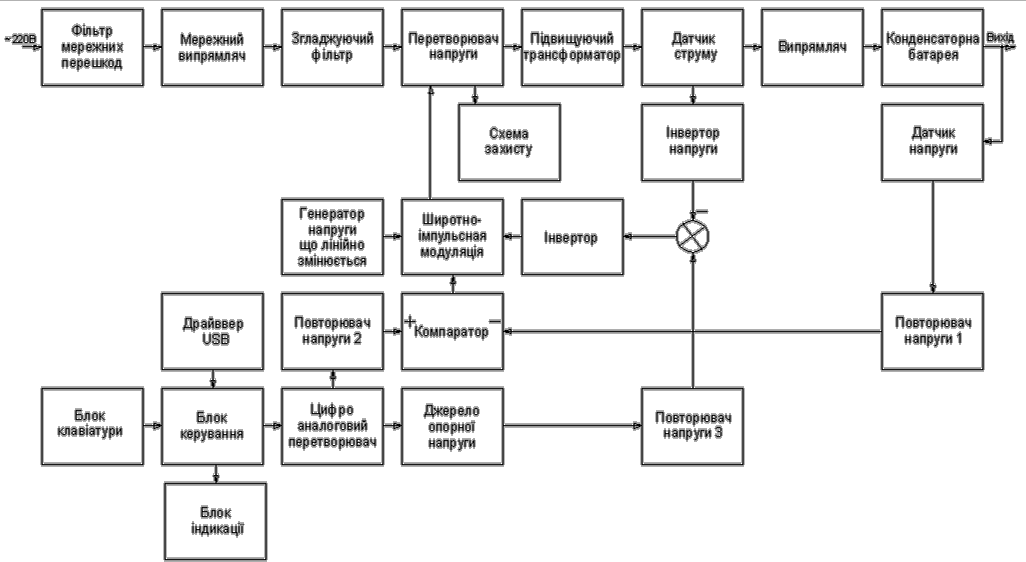 ~220В
Фільтр
мережних
перешкод
Мережний
випрямляч
Згладжуючий
фільтр
Перетворювач
напруги
Підвищуючий
трансформатор
Датчик
струму
Випрямляч
Конденсаторна
батарея
Вихід
Схема
захисту
Інвертор
напруги
Датчик
напруги
Генератор
напруги
що лінійно
змінюється
Широтно-
імпульсная
модуляція
Інвертор
−
Драйввер
USB
Повторювач
напруги 2
+
Компаратор
−
Повторювач
напруги 1
Блок
клавіатури
Блок
керування
Цифро
аналоговий
перетворювач
Джерело
опорної
напруги
Повторювач
напруги 3
Блок
індикації